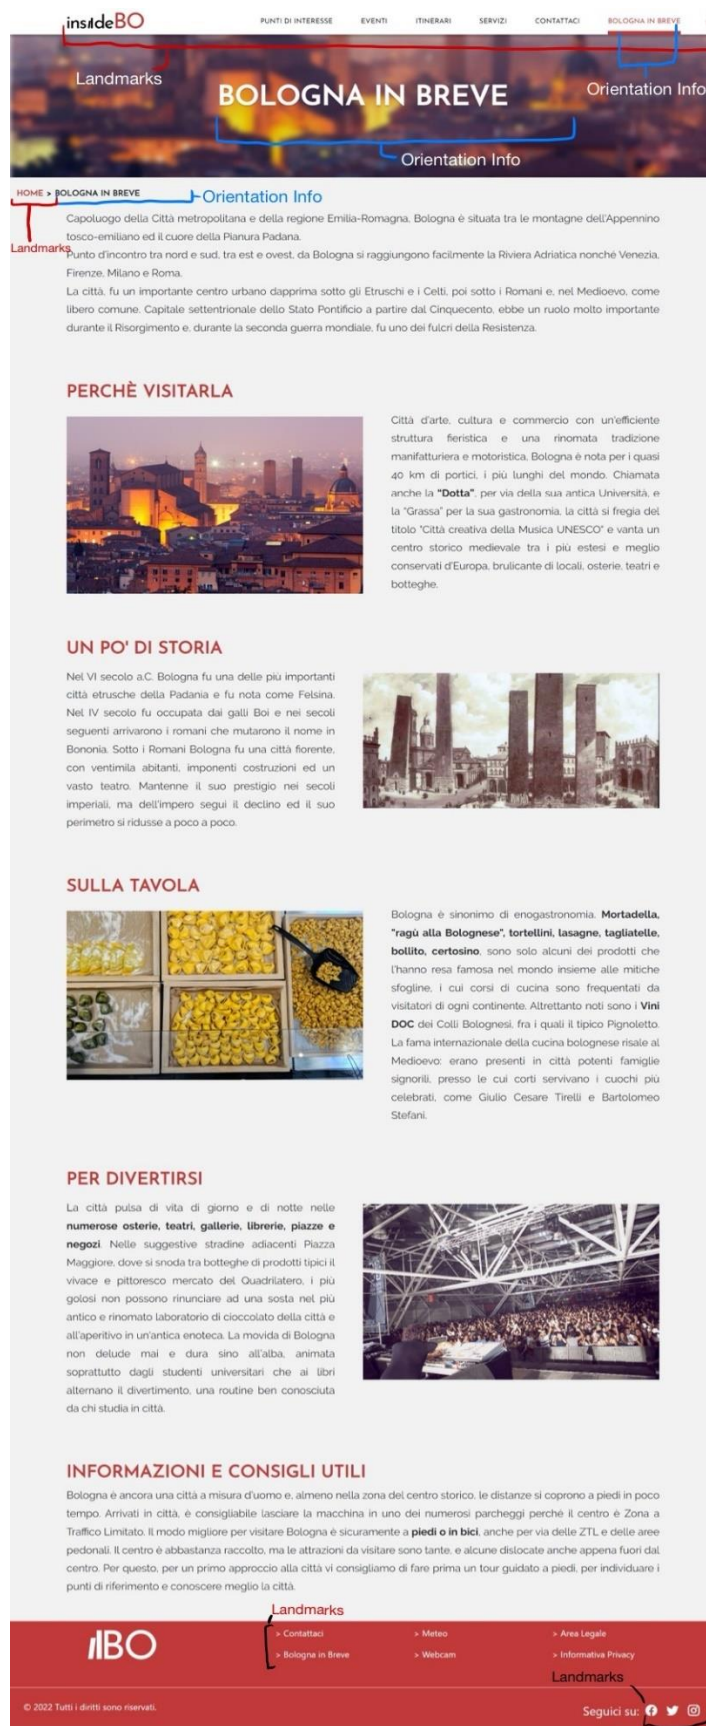 insideBO PUNTI DI INTERESSE EVENTI ITINERARI SERVIZI CONTATTACI BOLOGNA IN BREVE
Landmarks
Orientation Info
BOLOGNA IN BREVE
Orientation Info
HOME > BOLOGNA IN BREVE
Orientation Info
Landmarks
Capoluogo della Città metropolitana e della regione Emilia-Romagna, Bologna è situata tra le montagne dell'Appennino
tosco-emiliano ed il cuore della Pianura Padana.
Punto d'incontro tra nord e sud, tra est e ovest, da Bologna si raggiungono facilmente la Riviera Adriatica nonché Venezia,
Firenze, Milano e Roma.
La città, fu un importante centro urbano dapprima sotto gli Etruschi e i Celti, poi sotto i Romani e, nel Medioevo, come
libero comune. Capitale settentrionale dello Stato Pontificio a partire dal Cinquecento, ebbe un ruolo molto importante
durante il Risorgimento e, durante la seconda guerra mondiale, fu uno dei fulcri della Resistenza.
PERCHÈ VISITARLA
Città d'arte, cultura e commercio con un'efficiente
struttura fieristica e una rinomata tradizione
manifatturiera e motoristica, Bologna è nota per i quasi
40 km di portici, i più lunghi del mondo. Chiamata
anche la "Dotta", per via della sua antica Università, e
la "Grassa" per la sua gastronomia, la città si fregia del
titolo "Città creativa della Musica UNESCO" e vanta un
centro storico medievale tra i più estesi e meglio
conservati d'Europa, brulicante di locali, osterie, teatri e
botteghe.
UN PO' DI STORIA
Nel VI secolo a.C. Bologna fu una delle più importanti
città etrusche della Padania e fu nota come Felsina.
Nel IV secolo fu occupata dai galli Boi e nei secoli
seguenti arrivarono i romani che mutarono il nome in
Bononia. Sotto i Romani Bologna fu una città fiorente,
con ventimila abitanti, imponenti costruzioni ed un
vasto teatro. Mantenne il suo prestigio nei secoli
imperiali, ma dell'impero seguì il declino ed il suo
perimetro si ridusse a poco a poco.
SULLA TAVOLA
Bologna è sinonimo di enogastronomia. Mortadella,
"ragù alla Bolognese", tortellini, lasagne, tagliatelle,
bollito, certosino, sono solo alcuni dei prodotti che
l'hanno resa famosa nel mondo insieme alle mitiche
sfogline, i cui corsi di cucina sono frequentati da
visitatori di ogni continente. Altrettanto noti sono i Vini
DOC dei Colli Bolognesi, fra i quali il tipico Pignoletto.
La fama internazionale della cucina bolognese risale al
Medioevo: erano presenti in città potenti famiglie
signorili, presso le cui corti servivano i cuochi più
celebrati, come Giulio Cesare Tirelli e Bartolomeo
Stefani.
PER DIVERTIRSI
La città pulsa di vita di giorno e di notte nelle
numerose osterie, teatri, gallerie, librerie, piazze e
negozi. Nelle suggestive stradine adiacenti Piazza
Maggiore, dove si snoda tra botteghe di prodotti tipici il
vivace e pittoresco mercato del Quadrilatero, i più
golosi non possono rinunciare ad una sosta nel più
antico e rinomato laboratorio di cioccolato della città e
all'aperitivo in un'antica enoteca. La movida di Bologna
non delude mai e dura sino all'alba, animata
soprattutto dagli studenti universitari che ai libri
alternano il divertimento, una routine ben conosciuta
da chi studia in città.
INFORMAZIONI E CONSIGLI UTILI
Bologna è ancora una città a misura d'uomo e, almeno nella zona del centro storico, le distanze si coprono a piedi in poco
tempo. Arrivati in città, è consigliabile lasciare la macchina in uno dei numerosi parcheggi perché il centro è Zona a
Traffico Limitato. Il modo migliore per visitare Bologna è sicuramente a piedi o in bici, anche per via delle ZTL e delle aree
pedonali. Il centro è abbastanza raccolto, ma le attrazioni da visitare sono tante, e alcune dislocate anche appena fuori dal
centro. Per questo, per un primo approccio alla città vi consigliamo di fare prima un tour guidato a piedi, per individuare i
punti di riferimento e conoscere meglio la città.
Landmarks
BO
> Contattaci > Meteo > Area Legale
> Bologna in Breve > Webcam > Informativa Privacy
Landmarks
© 2022 Tutti i diritti sono riservati.
Seguici su: